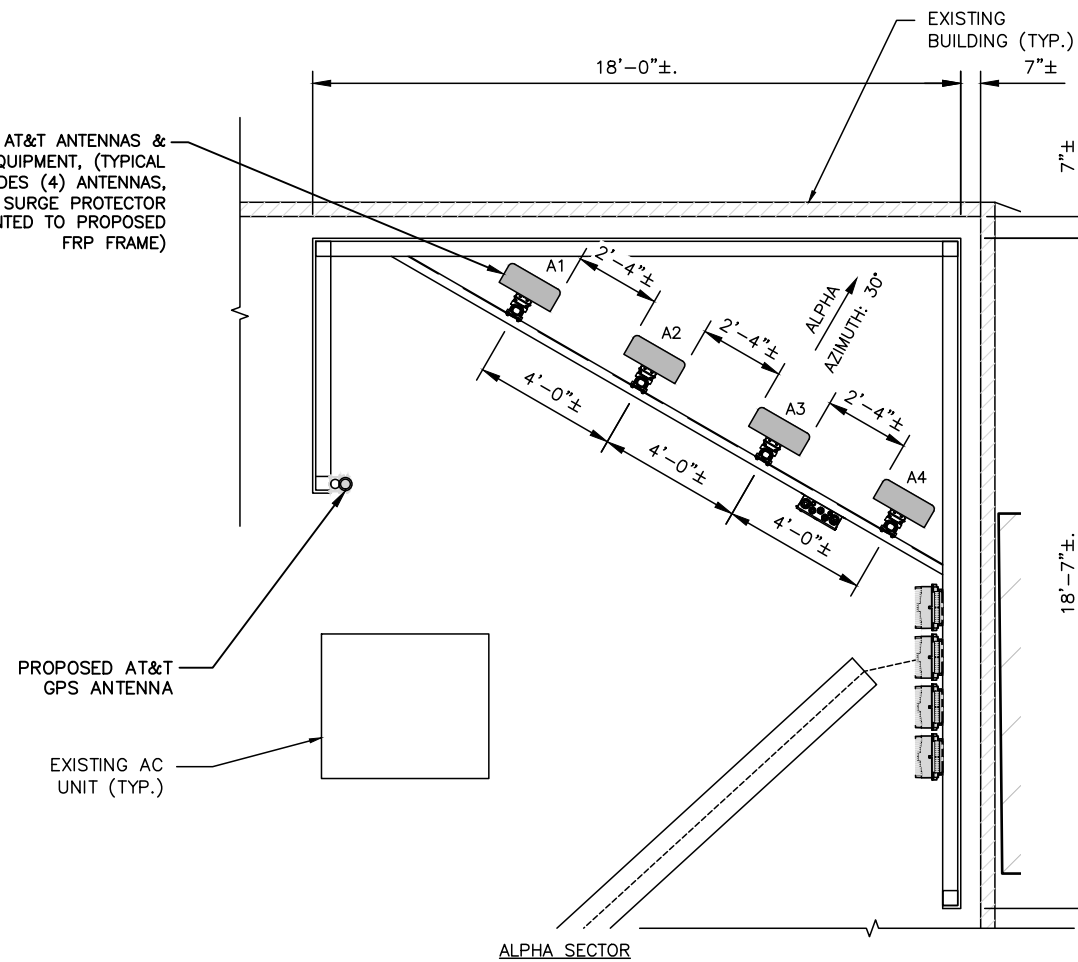 EXISTING
BUILDING (TYP.)
18'-0"±.
7"±
7"±
AT&T ANTENNAS &
QUIPMENT, (TYPICAL
DES (4) ANTENNAS,
SURGE PROTECTOR
NTED TO PROPOSED
FRP FRAME)
A1
2'-4"±
ALPHA
AZIMUTH: 30°
A2
2'-4"±
4'-0"±
A3
2'-4"±
4'-0"±
A4
4'-0"±
18'-7"±.
PROPOSED AT&T
GPS ANTENNA
EXISTING AC
UNIT (TYP.)
ALPHA SECTOR